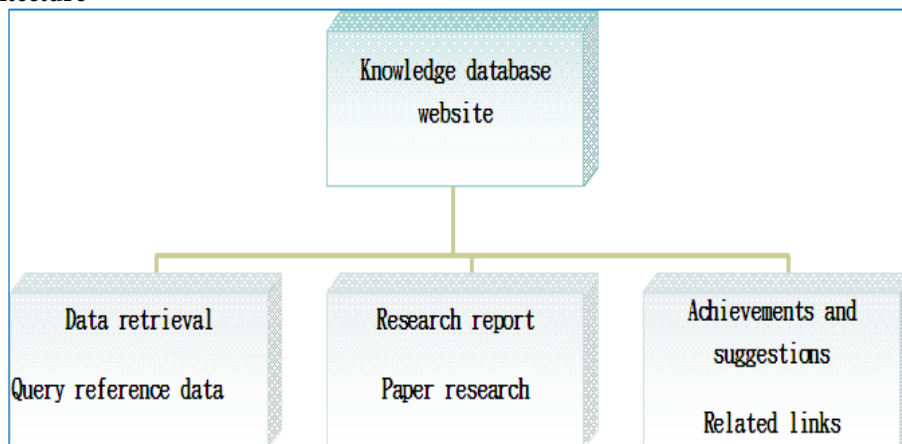 Knowledge database
website
Data retrieval
Query reference data
Research report
Paper research
Achievements and
suggestions
Related links